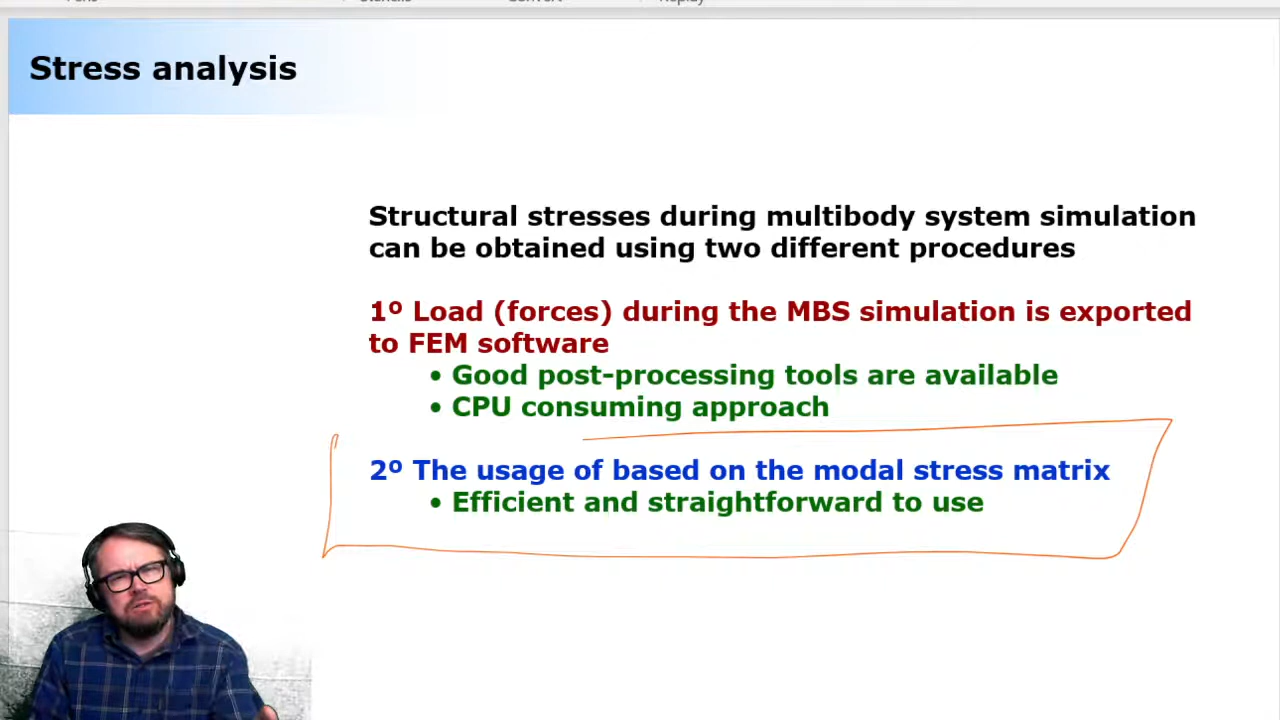 Stress analysis
Structural stresses during multibody system simulation
can be obtained using two different procedures
1º Load (forces) during the MBS simulation is exported
to FEM software
• Good post-processing tools are available
• CPU consuming approach
2º The usage of based on the modal stress matrix
• Efficient and straightforward to use